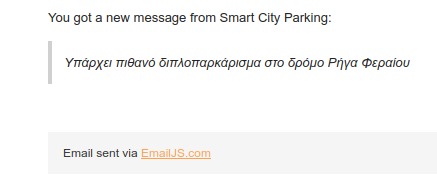 You got a new message from Smart City Parking:
Υπάρχει πιθανό διπλοπαρκάρισμα στο δρόμο Ρήγα Φεραίου
Email sent via EmailJS.com